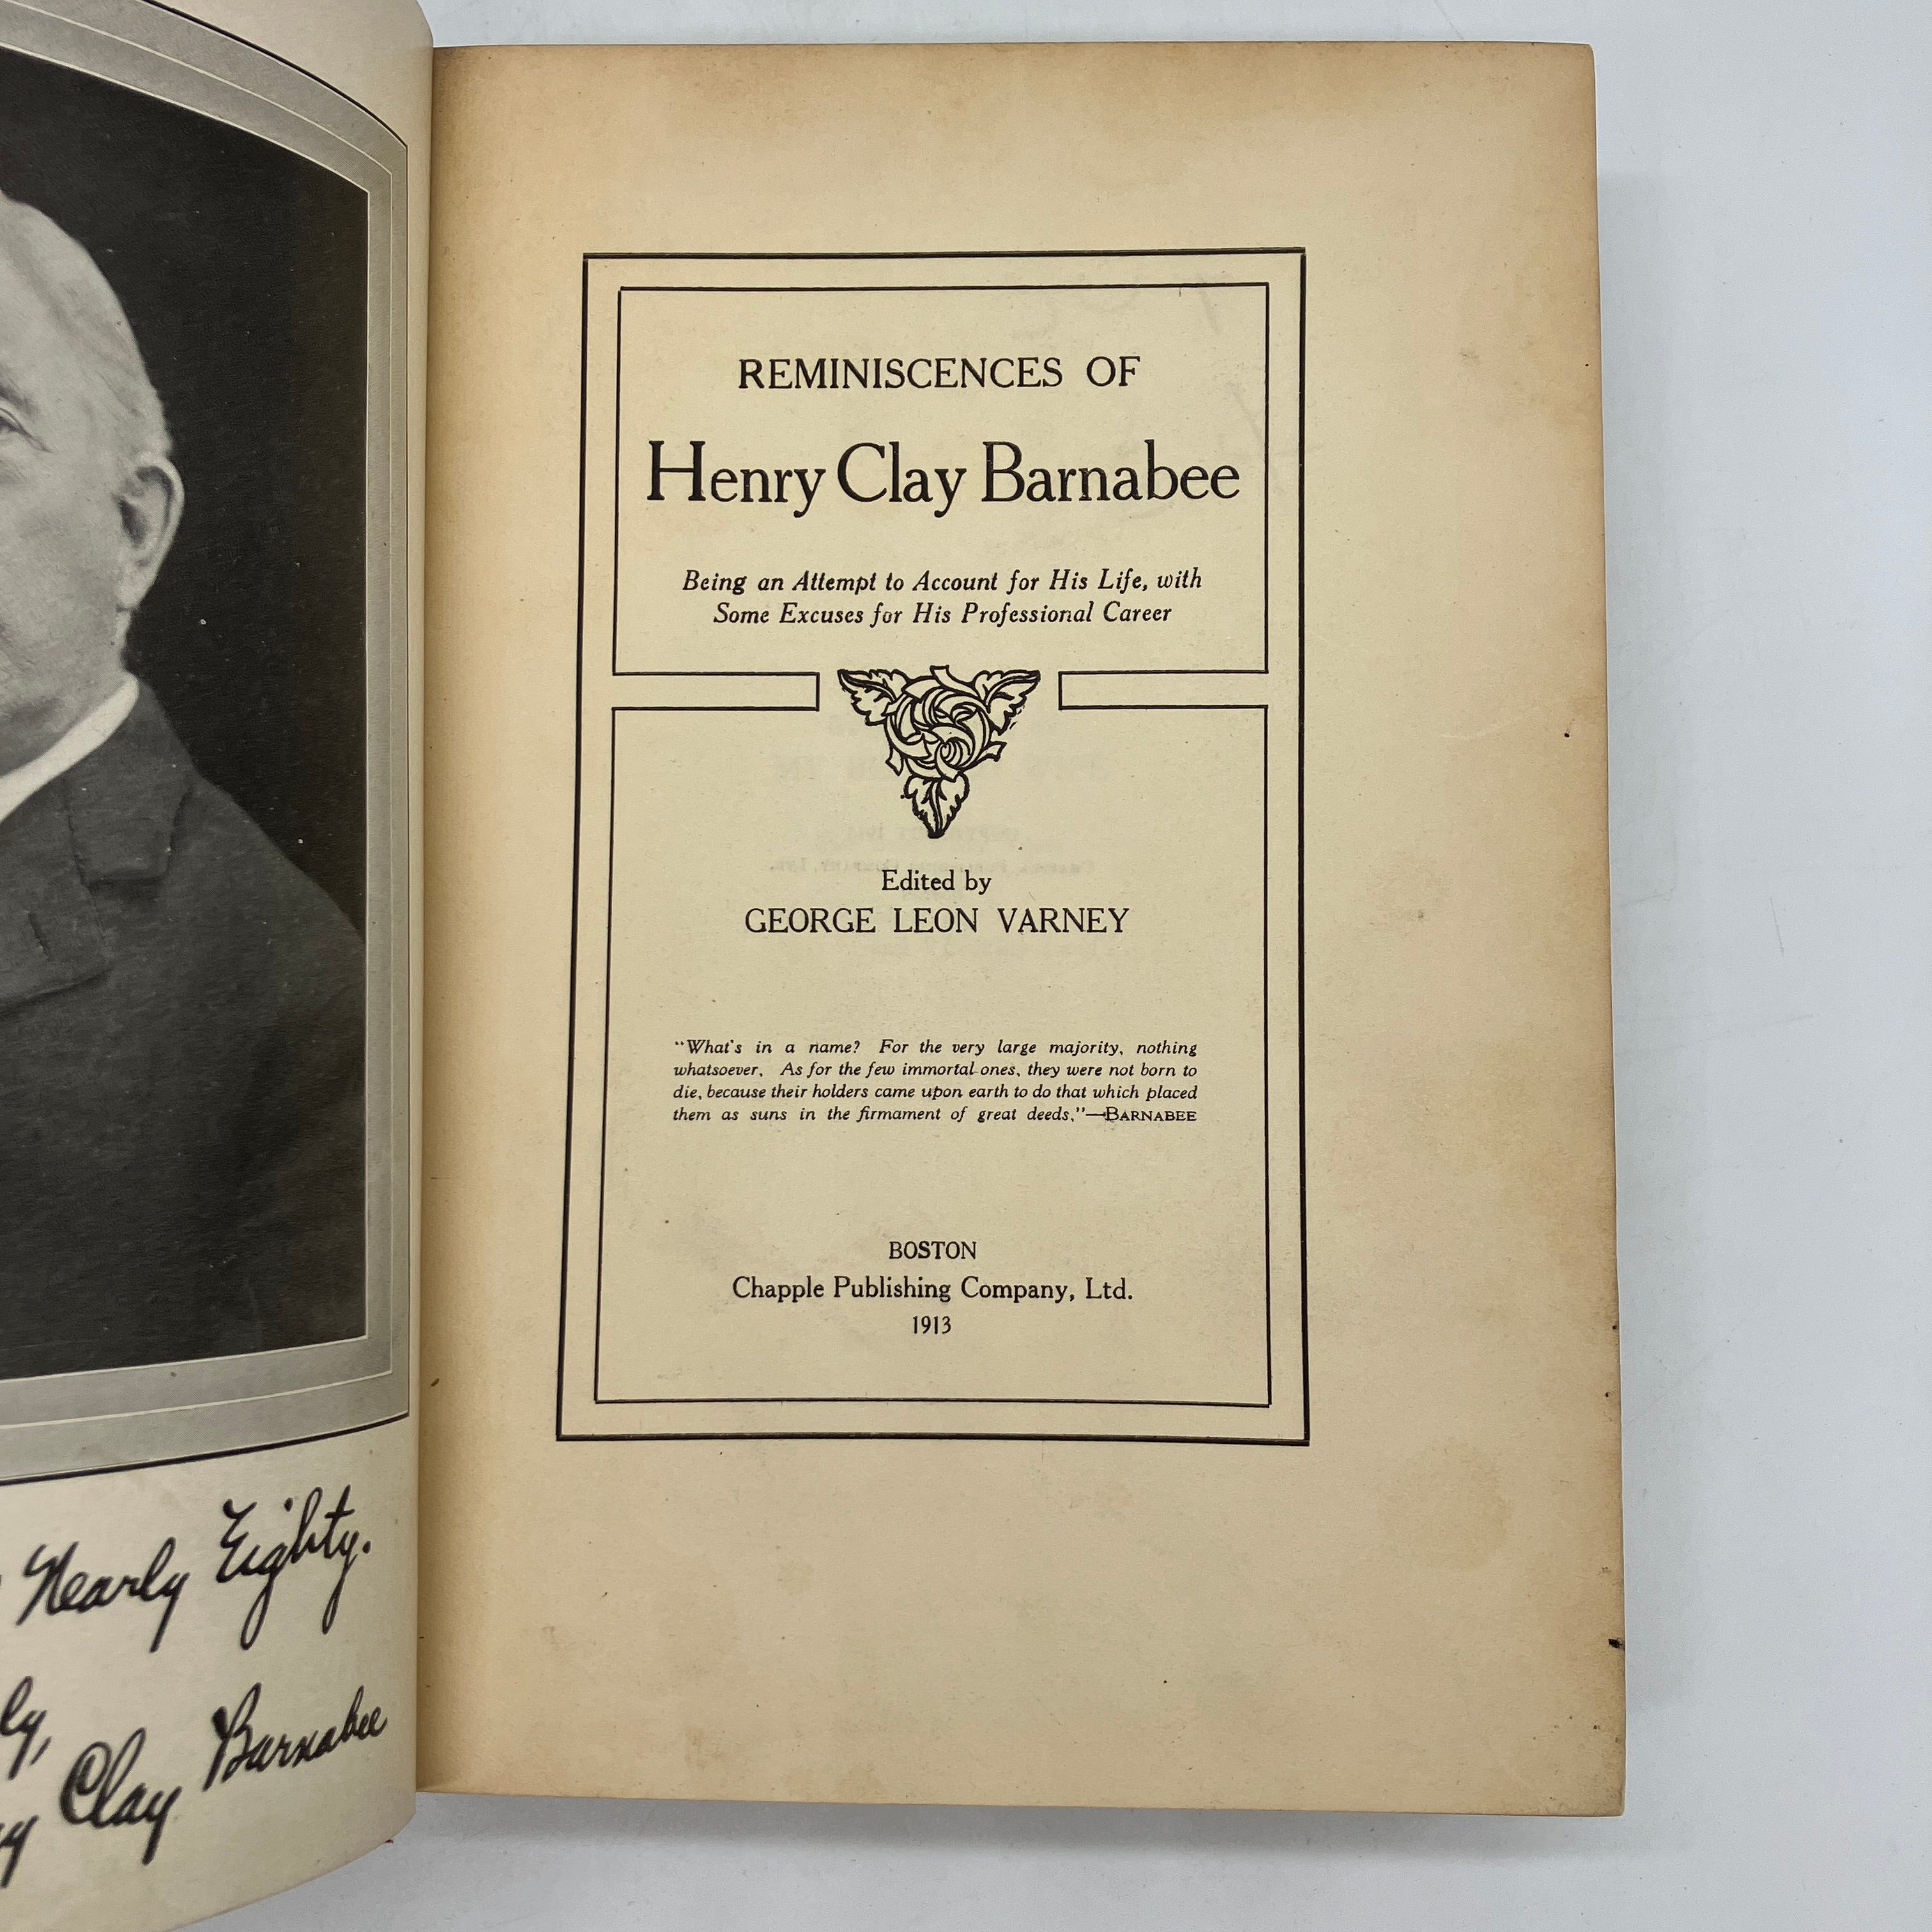 Nearly Eighty.
Clay Barnabee
REMINISCENCES OF
Henry Clay Barnabee
Being an Attempt to Account for His Life, with
Some Excuses for His Professional Career
Edited by
GEORGE LEON VARNEY
"What's in a name? For the very large majority, nothing
whatsoever. As for the few immortal ones, they were not born to
die, because their holders came upon earth to do that which placed
them as suns in the firmament of great deeds."—BARNABEE
BOSTON
Chapple Publishing Company, Ltd.
1913